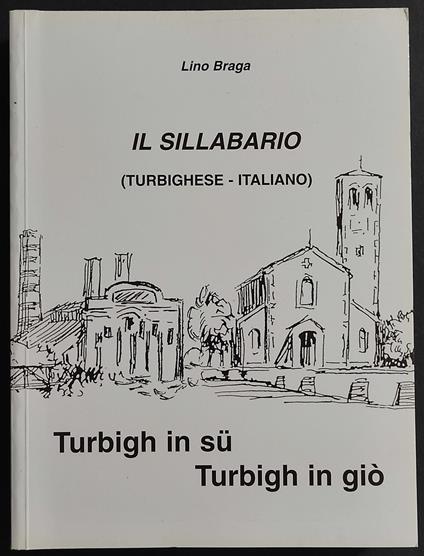 Lino Braga
IL SILLABARIO
(TURBIGHESE - ITALIANO)
Turbigh in sü
Turbigh in giò